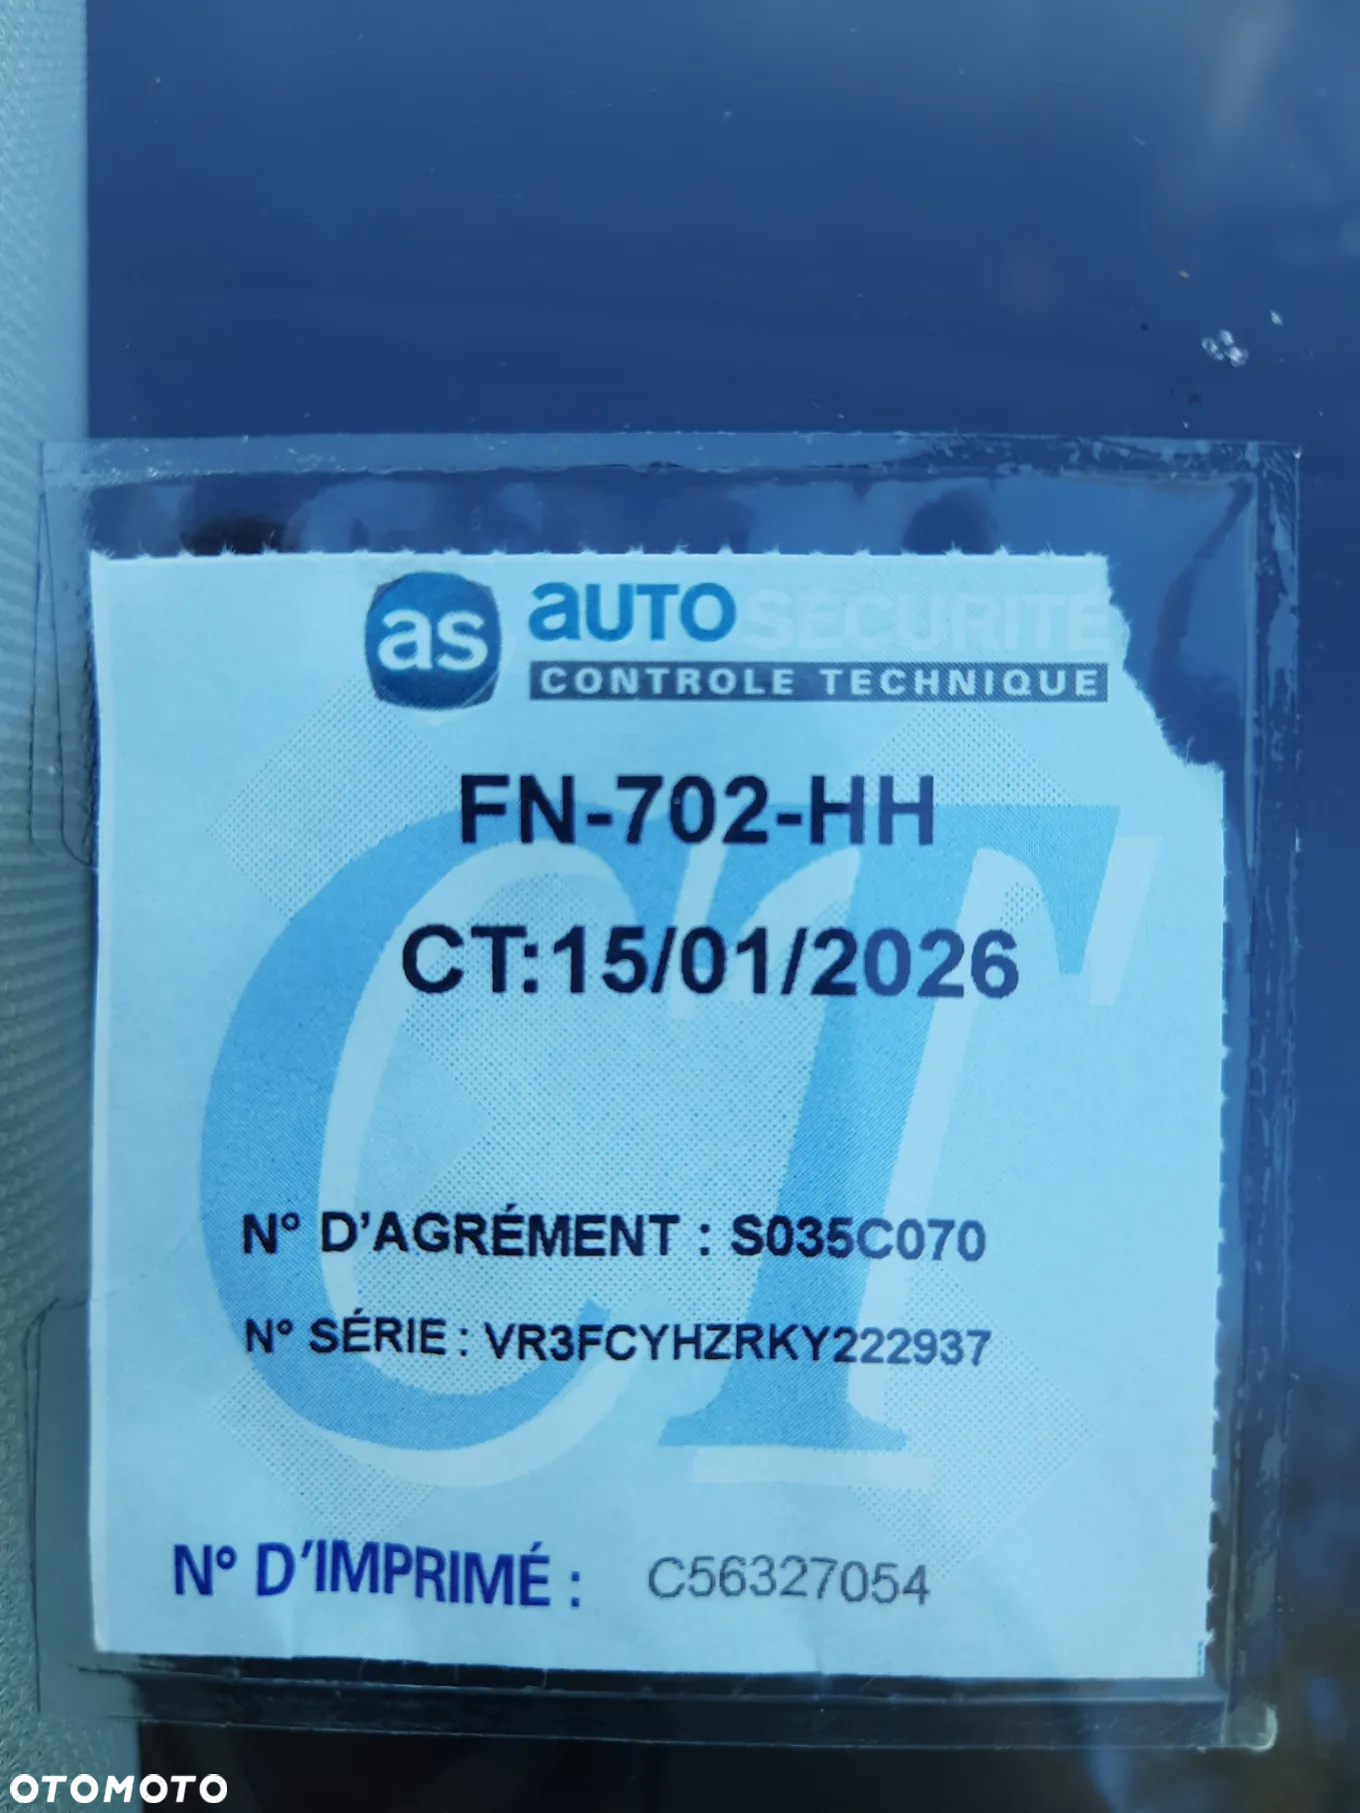 as AUTO SÉCURITÉ
CONTROLE TECHNIQUE
FN-702-HH
CT:15/01/2026
N° D'AGRÉMENT : S035C070
N° SÉRIE : VR3FCYHZRKY222937
N° D'IMPRIMÉ : C56327054
CT
OTOMOTO